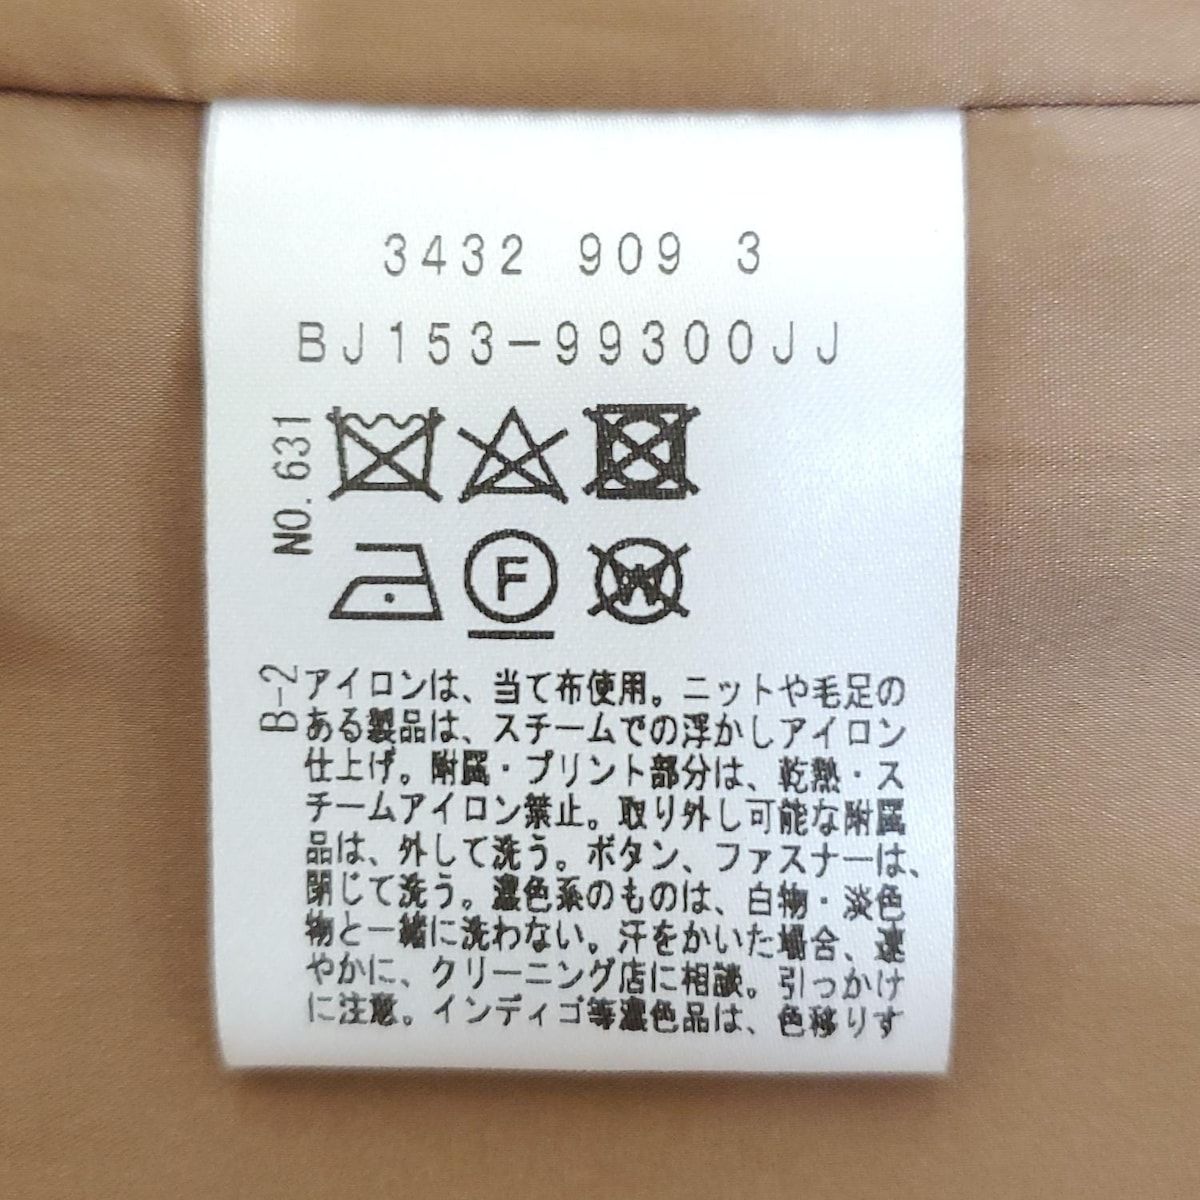 3432 909 3
BJ153-99300JJ
NO.631
F
W
B-2
アイロンは、当て布使用。ニットや毛足の
ある製品は、スチームでの浮かしアイロン
仕上げ。附属・プリント部分は、乾熱・ス
チームアイロン禁止。取り外し可能な附属
品は、外して洗う。ボタン、ファスナーは、
閉じて洗う。濃色系のものは、白物・淡色
物と一緒に洗わない。汗をかいた場合、速
やかに、クリーニング店に相談。引っかけ
に注意。インディゴ等濃色品は、色移りす